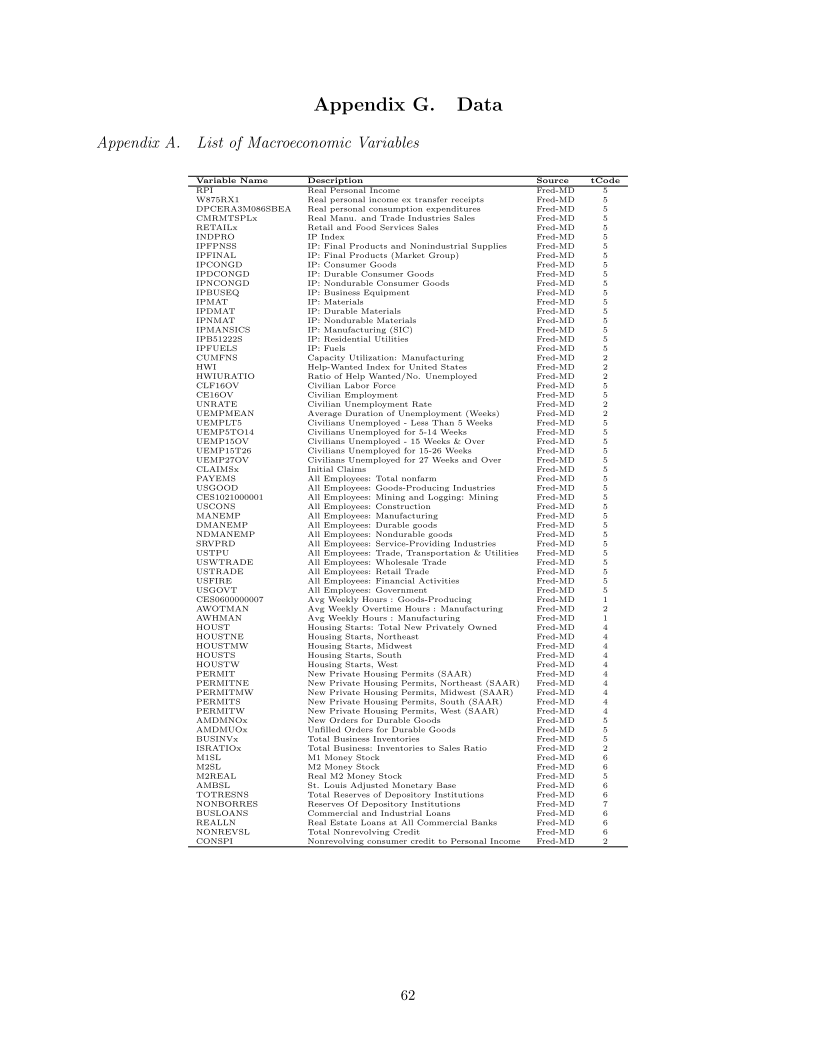 Appendix G. Data
Appendix A. List of Macroeconomic Variables
Variable Name Description Source tCode
RPI Real Personal Income Fred-MD 5
W875RX1 Real personal income ex transfer receipts Fred-MD 5
DPCERA3M086SBEA Real personal consumption expenditures Fred-MD 5
CMRMTSPLx Real Manu. and Trade Industries Sales Fred-MD 5
RETAILx Retail and Food Services Sales Fred-MD 5
INDPRO IP Index Fred-MD 5
IPFPNSS IP: Final Products and Nonindustrial Supplies Fred-MD 5
IPFINAL IP: Final Products (Market Group) Fred-MD 5
IPCONGD IP: Consumer Goods Fred-MD 5
IPDCONGD IP: Durable Consumer Goods Fred-MD 5
IPNCONGD IP: Nondurable Consumer Goods Fred-MD 5
IPBUSEQ IP: Business Equipment Fred-MD 5
IPMAT IP: Materials Fred-MD 5
IPDMAT IP: Durable Materials Fred-MD 5
IPNMAT IP: Nondurable Materials Fred-MD 5
IPMANSICS IP: Manufacturing (SIC) Fred-MD 5
IPB51222S IP: Residential Utilities Fred-MD 5
IPFUELS IP: Fuels Fred-MD 5
CUMFNS Capacity Utilization: Manufacturing Fred-MD 2
HWI Help-Wanted Index for United States Fred-MD 2
HWIURATIO Ratio of Help Wanted/No. Unemployed Fred-MD 2
CLF16OV Civilian Labor Force Fred-MD 5
CE16OV Civilian Employment Fred-MD 5
UNRATE Civilian Unemployment Rate Fred-MD 2
UEMPMEAN Average Duration of Unemployment (Weeks) Fred-MD 2
UEMPLT5 Civilians Unemployed - Less Than 5 Weeks Fred-MD 5
UEMP5TO14 Civilians Unemployed for 5-14 Weeks Fred-MD 5
UEMP15OV Civilians Unemployed - 15 Weeks & Over Fred-MD 5
UEMP15T26 Civilians Unemployed for 15-26 Weeks Fred-MD 5
UEMP27OV Civilians Unemployed for 27 Weeks and Over Fred-MD 5
CLAIMSx Initial Claims Fred-MD 5
PAYEMS All Employees: Total nonfarm Fred-MD 5
USGOOD All Employees: Goods-Producing Industries Fred-MD 5
CES1021000001 All Employees: Mining and Logging: Mining Fred-MD 5
USCONS All Employees: Construction Fred-MD 5
MANEMP All Employees: Manufacturing Fred-MD 5
DMANEMP All Employees: Durable goods Fred-MD 5
NDMANEMP All Employees: Nondurable goods Fred-MD 5
SRVPRD All Employees: Service-Providing Industries Fred-MD 5
USTPU All Employees: Trade, Transportation & Utilities Fred-MD 5
USWTRADE All Employees: Wholesale Trade Fred-MD 5
USTRADE All Employees: Retail Trade Fred-MD 5
USFIRE All Employees: Financial Activities Fred-MD 5
USGOVT All Employees: Government Fred-MD 5
CES0600000007 Avg Weekly Hours : Goods-Producing Fred-MD 1
AWOTMAN Avg Weekly Overtime Hours : Manufacturing Fred-MD 2
AWHMAN Avg Weekly Hours : Manufacturing Fred-MD 1
HOUST Housing Starts: Total New Privately Owned Fred-MD 4
HOUSTNE Housing Starts, Northeast Fred-MD 4
HOUSTMW Housing Starts, Midwest Fred-MD 4
HOUSTS Housing Starts, South Fred-MD 4
HOUSTW Housing Starts, West Fred-MD 4
PERMIT New Private Housing Permits (SAAR) Fred-MD 4
PERMITNE New Private Housing Permits, Northeast (SAAR) Fred-MD 4
PERMITMW New Private Housing Permits, Midwest (SAAR) Fred-MD 4
PERMITS New Private Housing Permits, South (SAAR) Fred-MD 4
PERMITW New Private Housing Permits, West (SAAR) Fred-MD 4
AMDMNOx New Orders for Durable Goods Fred-MD 5
AMDMUOx Unfilled Orders for Durable Goods Fred-MD 5
BUSINVx Total Business Inventories Fred-MD 5
ISRATIOx Total Business: Inventories to Sales Ratio Fred-MD 2
M1SL M1 Money Stock Fred-MD 6
M2SL M2 Money Stock Fred-MD 6
M2REAL Real M2 Money Stock Fred-MD 5
AMBSL St. Louis Adjusted Monetary Base Fred-MD 6
TOTRESNS Total Reserves of Depository Institutions Fred-MD 6
NONBORRES Reserves Of Depository Institutions Fred-MD 7
BUSLOANS Commercial and Industrial Loans Fred-MD 6
REALLN Real Estate Loans at All Commercial Banks Fred-MD 6
NONREVSL Total Nonrevolving Credit Fred-MD 6
CONSPI Nonrevolving consumer credit to Personal Income Fred-MD 2
62